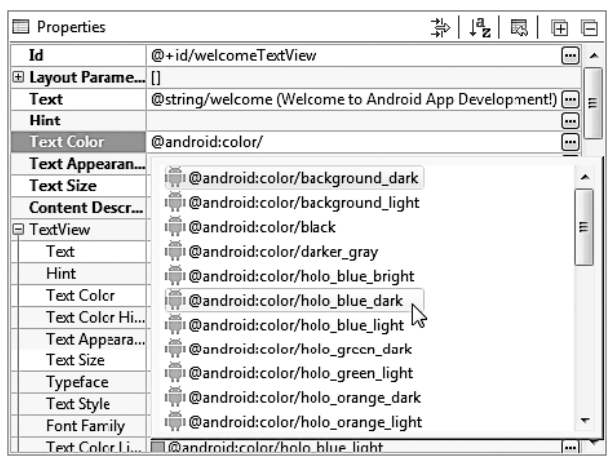 Properties
Id @+id/welcomeTextView
Layout Parame... []
Text @string/welcome (Welcome to Android App Development!)
Hint
Text Color @android:color/
Text Appearan...
Text Size
Content Descr...
TextView
Text
Hint
Text Color
Text Color Hi...
Text Appeara...
Text Size
Typeface
Text Style
Font Family
Text Color Li... @android:color/holo_blue_light
@android:color/background_dark
@android:color/background_light
@android:color/black
@android:color/darker_gray
@android:color/holo_blue_bright
@android:color/holo_blue_dark
@android:color/holo_blue_light
@android:color/holo_green_dark
@android:color/holo_green_light
@android:color/holo_orange_dark
@android:color/holo_orange_light